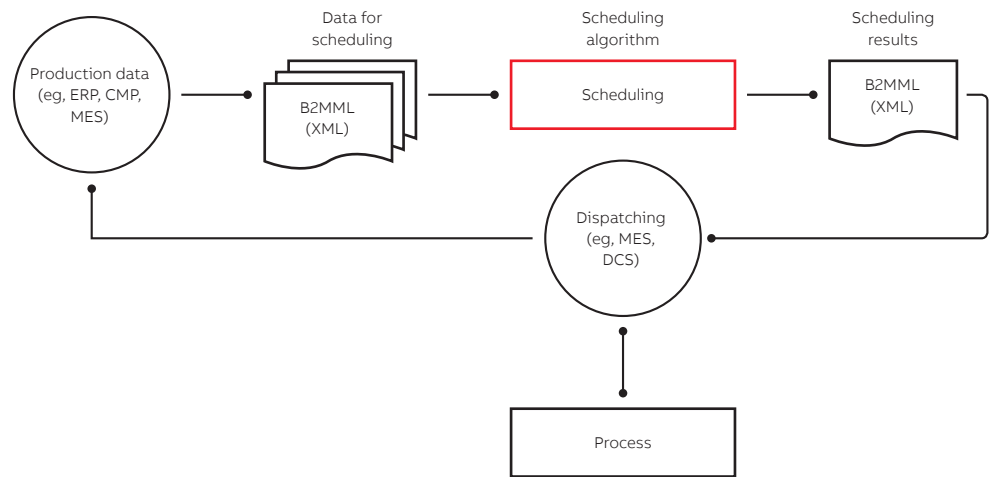 Data for
scheduling
Scheduling
algorithm
Scheduling
results
Production data
(eg, ERP, CMP,
MES)
B2MML
(XML)
Scheduling
B2MML
(XML)
Dispatching
(eg, MES,
DCS)
Process